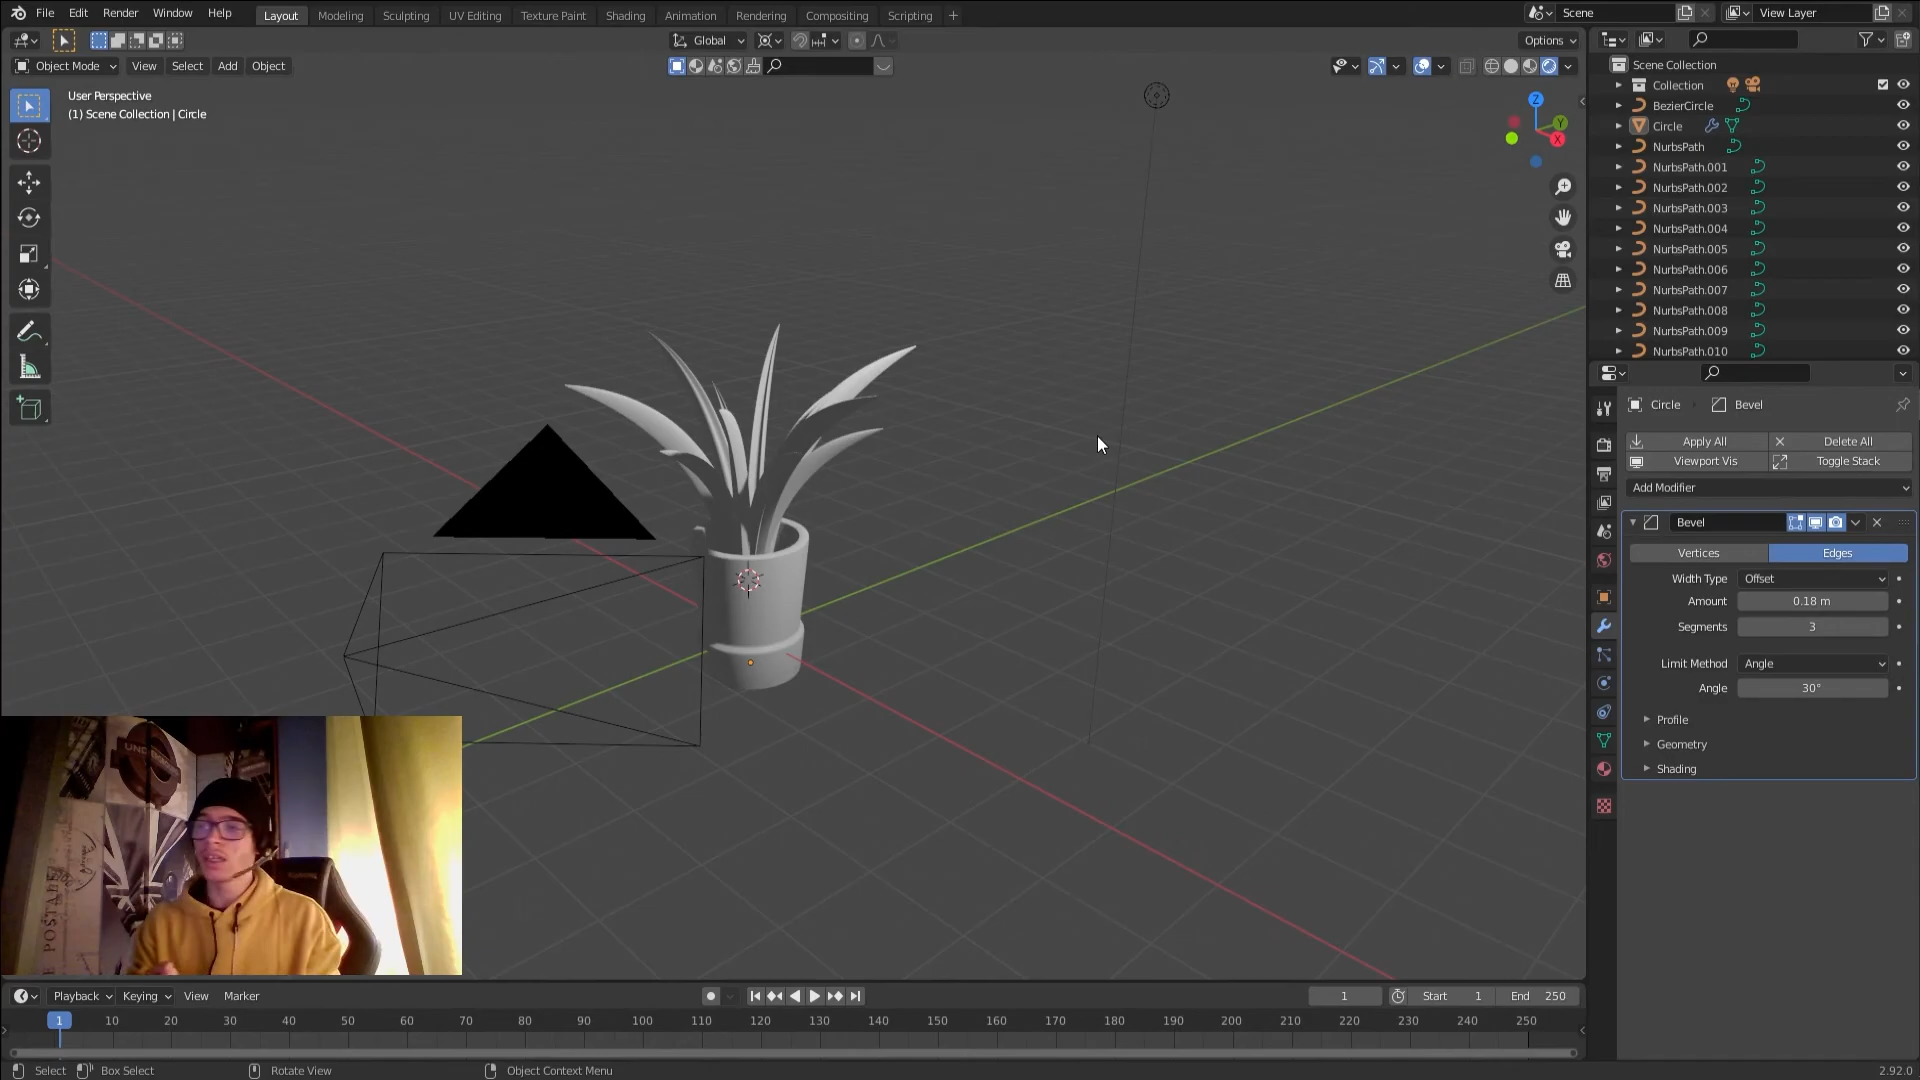 File Edit Render Window Help
Layout Modeling Sculpting UV Editing Texture Paint Shading Animation Rendering Compositing Scripting +
Scene
View Layer
Global
Options
Object Mode View Select Add Object
User Perspective
(1) Scene Collection | Circle
Z
Y
X
Scene Collection
Collection
BezierCircle
Circle
NurbsPath
NurbsPath.001
NurbsPath.002
NurbsPath.003
NurbsPath.004
NurbsPath.005
NurbsPath.006
NurbsPath.007
NurbsPath.008
NurbsPath.009
NurbsPath.010
Circle Bevel
Apply All Delete All
Viewport Vis Toggle Stack
Add Modifier
Bevel
Vertices Edges
Width Type Offset
Amount 0.18 m
Segments 3
Limit Method Angle
Angle 30°
Profile
Geometry
Shading
POSTALE
Playback Keying View Marker
1 Start 1 End 250
1 10 20 30 40 50 60 70 80 90 100 110 120 130 140 150 160 170 180 190 200 210 220 230 240 250
Select Box Select Rotate View Object Context Menu 2.92.0